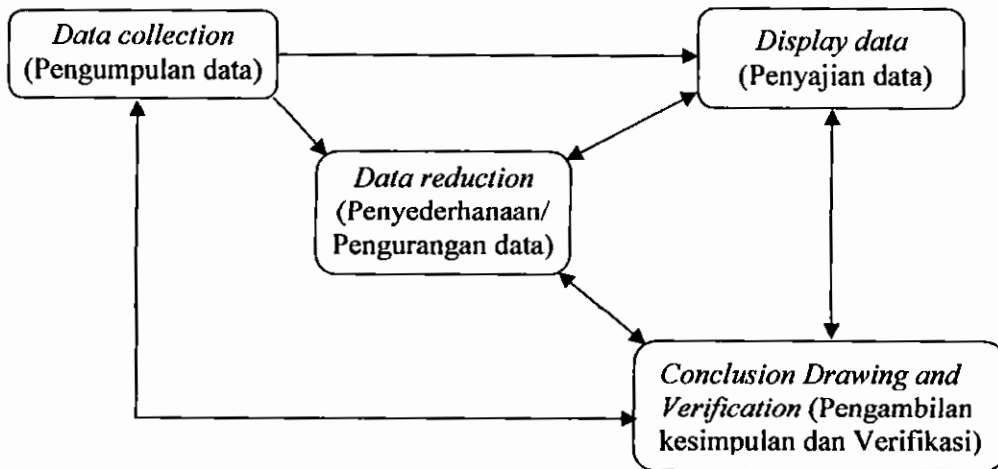 Data collection
(Pengumpulan data)
Display data
(Penyajian data)
Data reduction
(Penyederhanaan/
Pengurangan data)
Conclusion Drawing and
Verification (Pengambilan
kesimpulan dan Verifikasi)